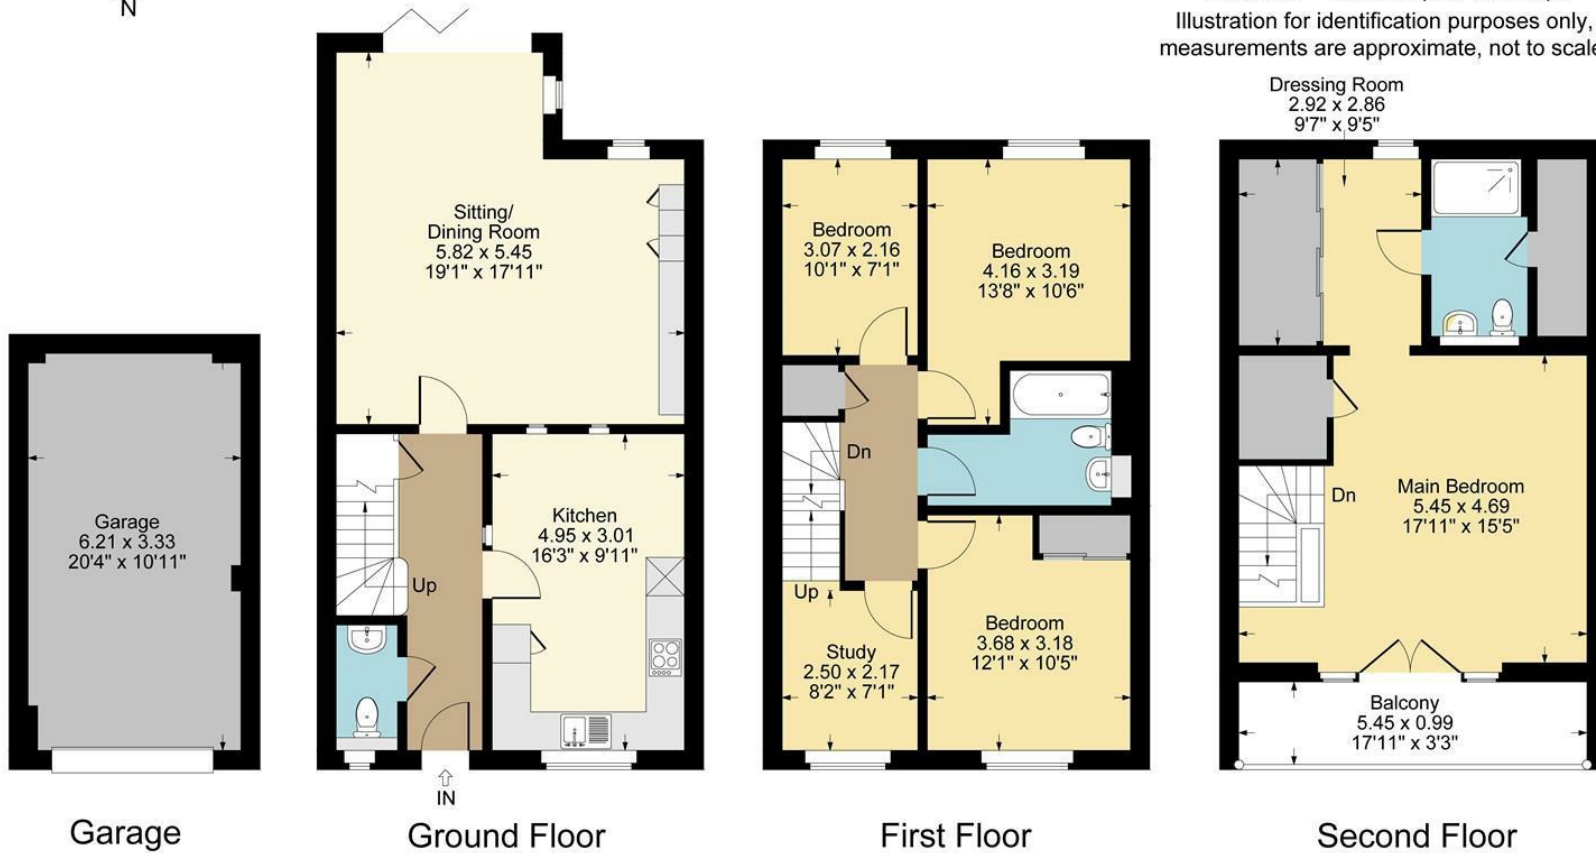 N
Illustration for identification purposes only,
measurements are approximate, not to scale
Garage
6.21 x 3.33
20'4" x 10'11"
Garage
Sitting/
Dining Room
5.82 x 5.45
19'1" x 17'11"
Kitchen
4.95 x 3.01
16'3" x 9'11"
Up
IN
Ground Floor
Bedroom
3.07 x 2.16
10'1" x 7'1"
Bedroom
4.16 x 3.19
13'8" x 10'6"
Dn
Up
Study
2.50 x 2.17
8'2" x 7'1"
Bedroom
3.68 x 3.18
12'1" x 10'5"
First Floor
Dressing Room
2.92 x 2.86
9'7" x 9'5"
Dn
Main Bedroom
5.45 x 4.69
17'11" x 15'5"
Balcony
5.45 x 0.99
17'11" x 3'3"
Second Floor